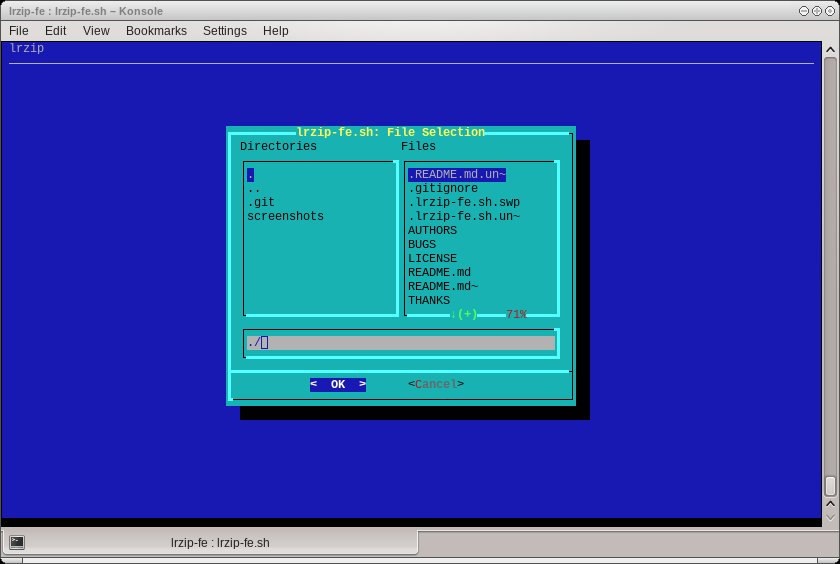 lrzip-fe : lrzip-fe.sh – Konsole
File Edit View Bookmarks Settings Help
lrzip
lrzip-fe.sh: File Selection
Directories
.
..
.git
screenshots
Files
.README.md.un~
.gitignore
.lrzip-fe.sh.swp
.lrzip-fe.sh.un~
AUTHORS
BUGS
LICENSE
README.md
README.md~
THANKS
↓(+) 71%
./
< OK > <Cancel>
lrzip-fe : lrzip-fe.sh